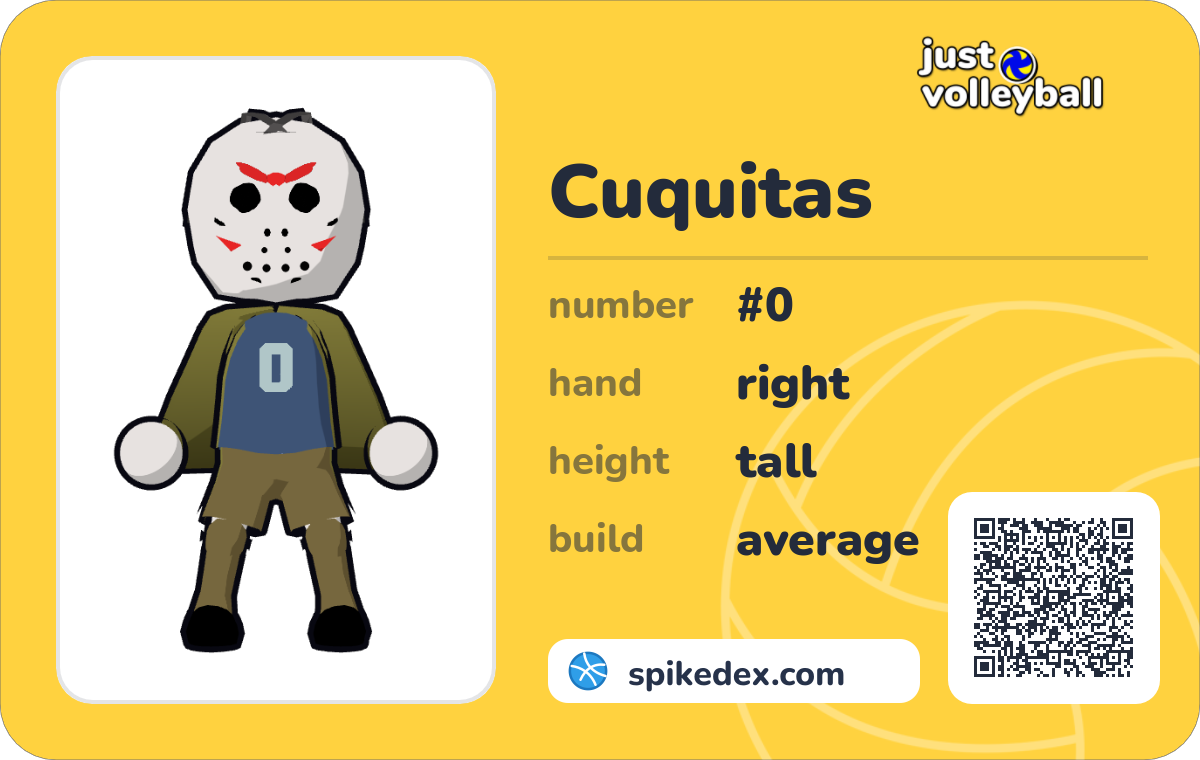 just
volleyball
Cuquitas
number #0
hand right
height tall
build average
0
spikedex.com